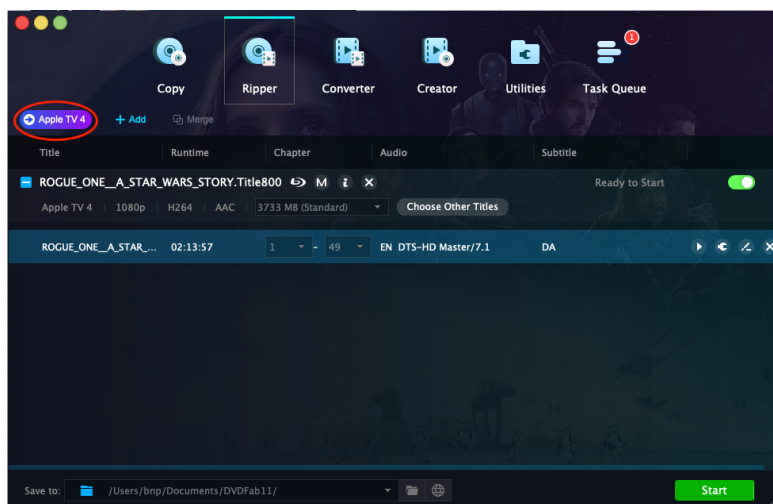 1
Copy Ripper Converter Creator Utilities Task Queue
Apple TV 4 + Add Merge
Title Runtime Chapter Audio Subtitle
ROGUE_ONE__A_STAR_WARS_STORY.Title800 M i Ready to Start
Apple TV 4 1080p H264 AAC 3733 MB (Standard) Choose Other Titles
ROGUE_ONE__A_STAR_... 02:13:57 1 - 49 EN DTS-HD Master/7.1 DA
Save to: /Users/bnp/Documents/DVDFab11/ Start